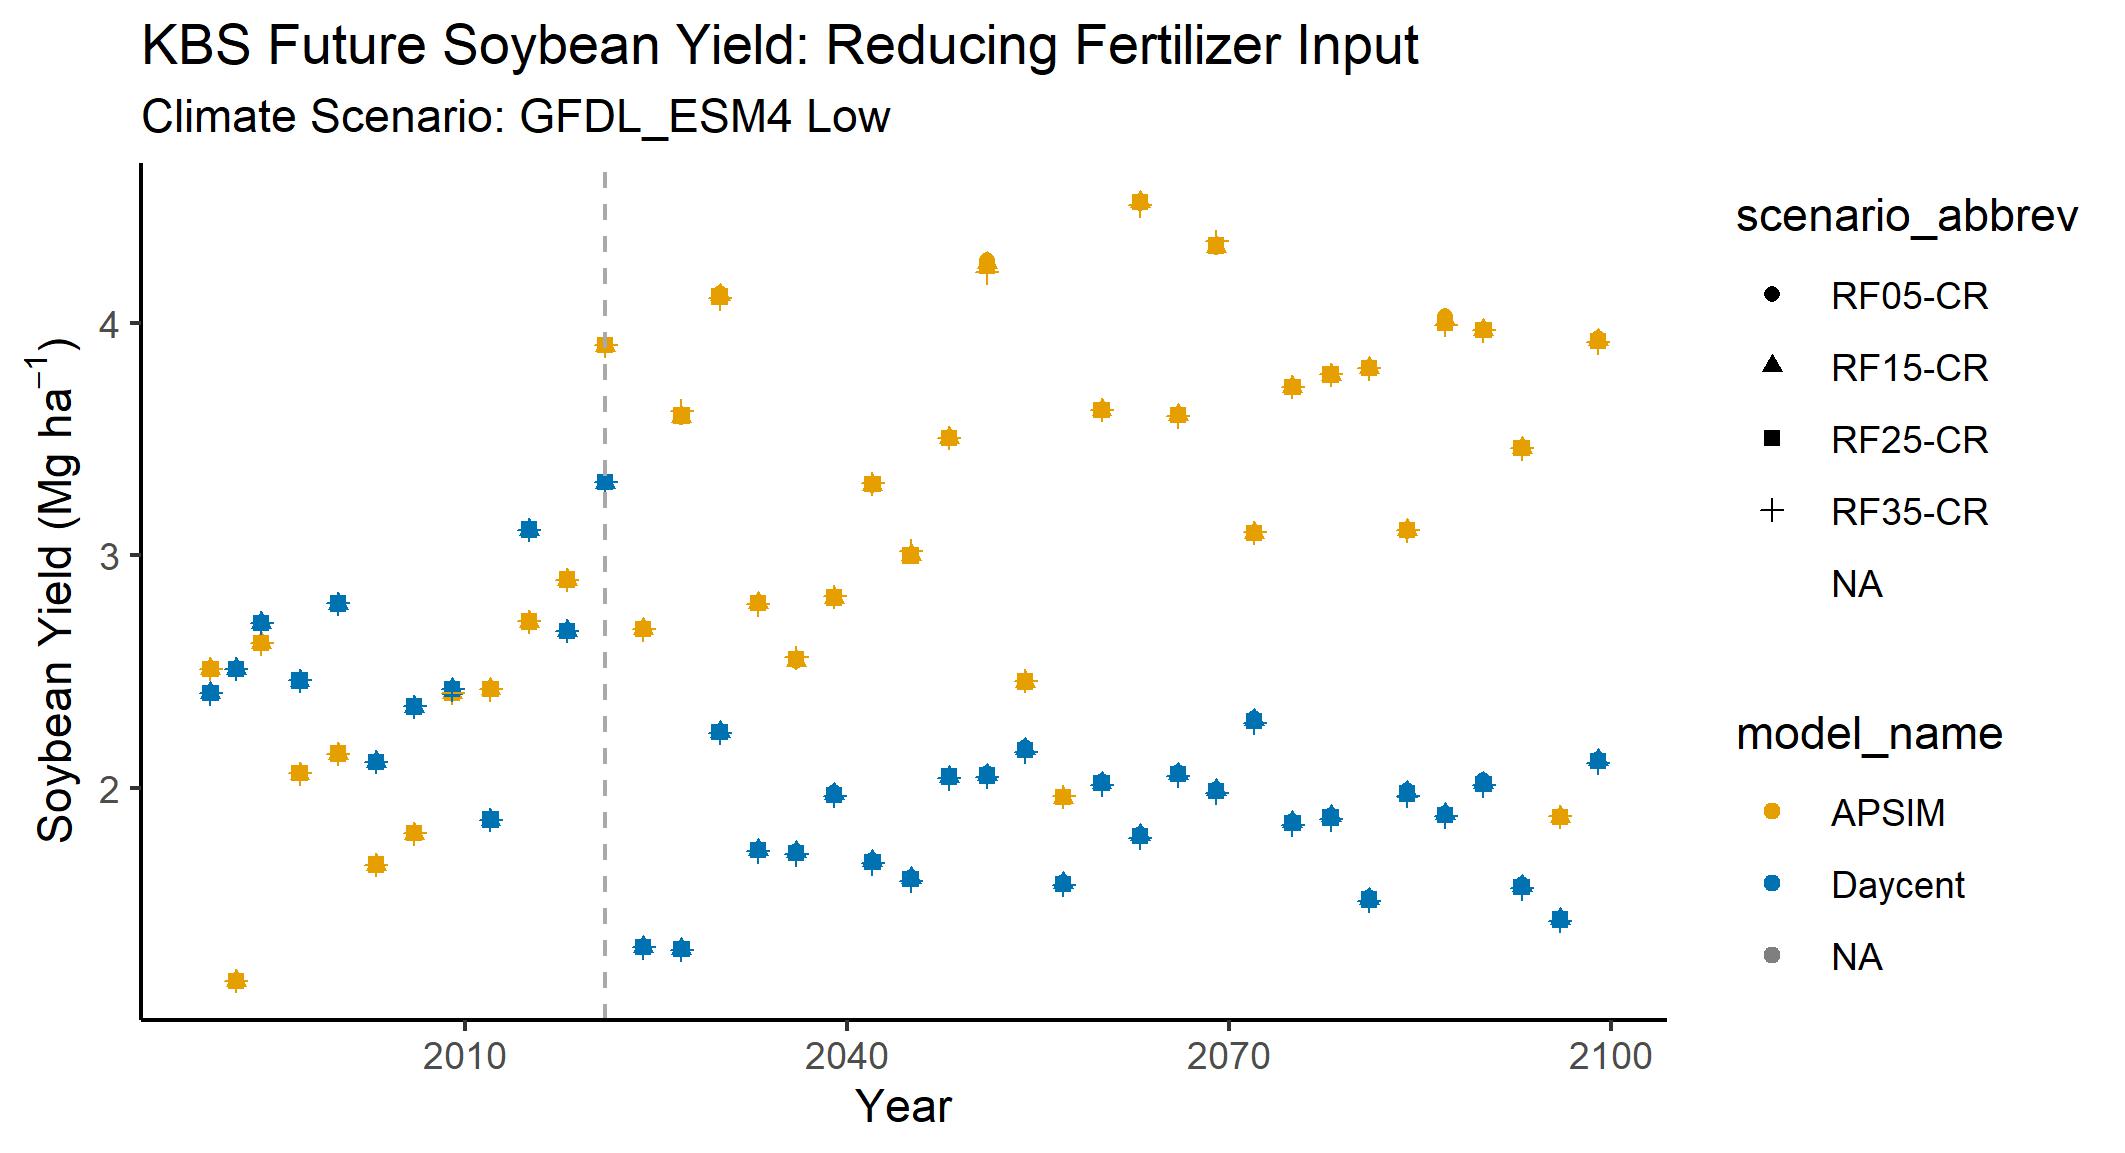 KBS Future Soybean Yield: Reducing Fertilizer Input
Climate Scenario: GFDL_ESM4 Low
Soybean Yield (Mg ha⁻¹)
4
3
2
2010
2040
2070
2100
Year
scenario_abbrev
RF05-CR
RF15-CR
RF25-CR
RF35-CR
NA
model_name
APSIM
Daycent
NA